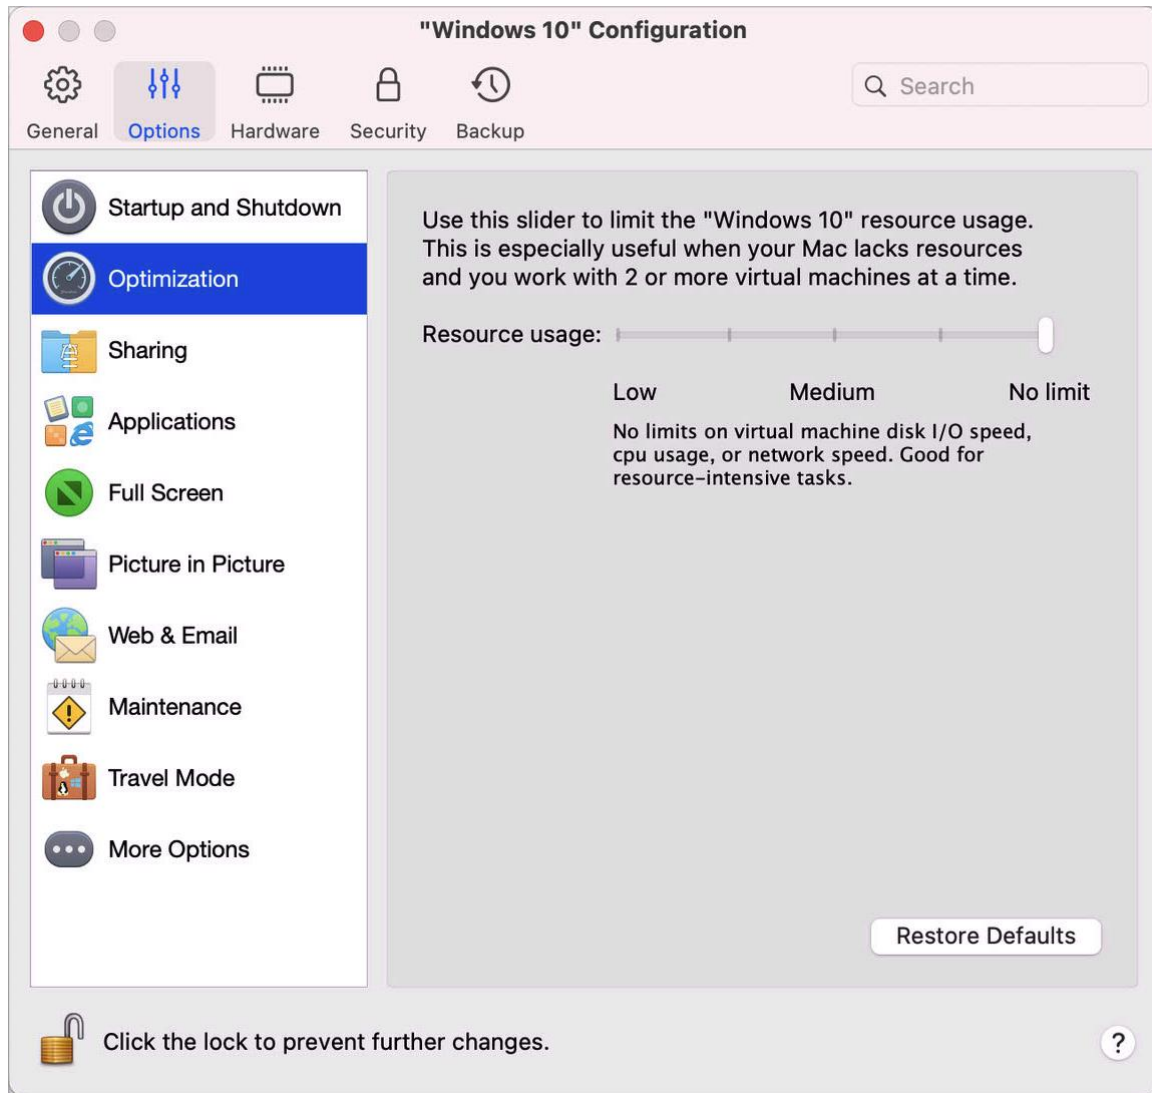 "Windows 10" Configuration
General
Options
Hardware
Security
Backup
Search
Startup and Shutdown
Optimization
Sharing
Applications
Full Screen
Picture in Picture
Web & Email
Maintenance
Travel Mode
More Options
Use this slider to limit the "Windows 10" resource usage.
This is especially useful when your Mac lacks resources
and you work with 2 or more virtual machines at a time.
Resource usage:
Low Medium No limit
No limits on virtual machine disk I/O speed,
cpu usage, or network speed. Good for
resource-intensive tasks.
Restore Defaults
Click the lock to prevent further changes.
?